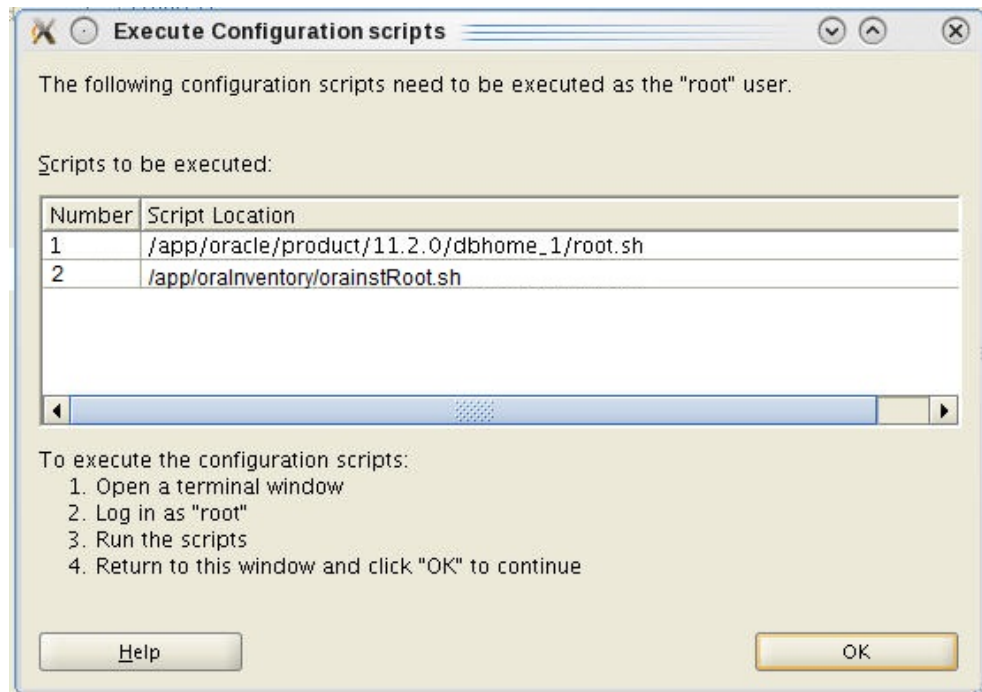 Execute Configuration scripts
The following configuration scripts need to be executed as the "root" user.
Scripts to be executed:
Number Script Location
1 /app/oracle/product/11.2.0/dbhome_1/root.sh
2 /app/oraInventory/orainstRoot.sh
To execute the configuration scripts:
1. Open a terminal window
2. Log in as "root"
3. Run the scripts
4. Return to this window and click "OK" to continue
Help OK